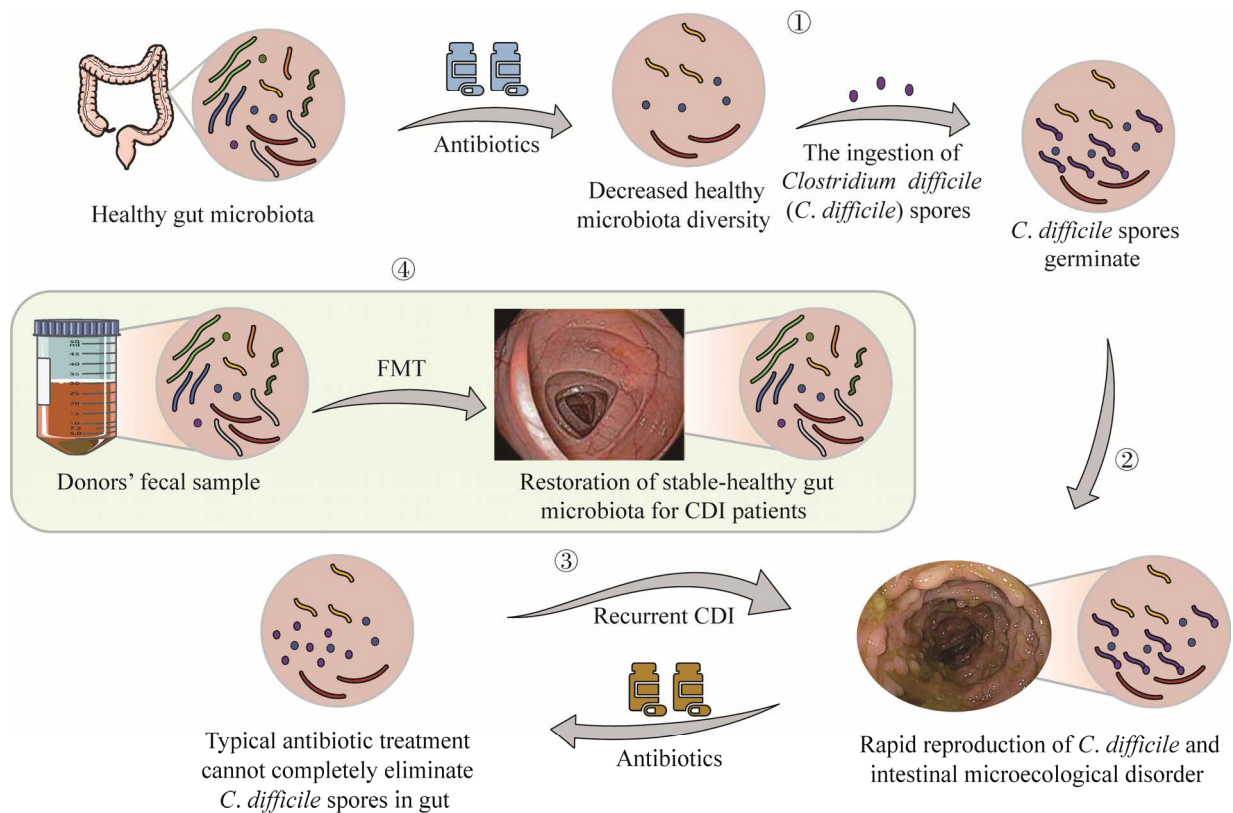 ①
Antibiotics
Healthy gut microbiota
Decreased healthy
microbiota diversity
The ingestion of
Clostridium difficile
(C. difficile) spores
C. difficile spores
germinate
④
FMT
Donors’ fecal sample
Restoration of stable-healthy gut
microbiota for CDI patients
②
③
Recurrent CDI
Antibiotics
Typical antibiotic treatment
cannot completely eliminate
C. difficile spores in gut
Rapid reproduction of C. difficile and
intestinal microecological disorder